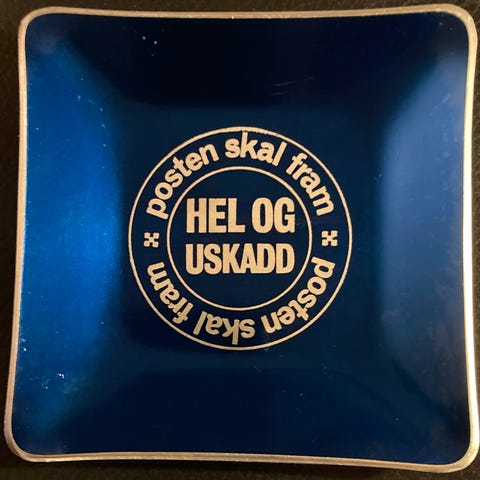 posten skal fram
HEL OG
USKADD
posten skal fram